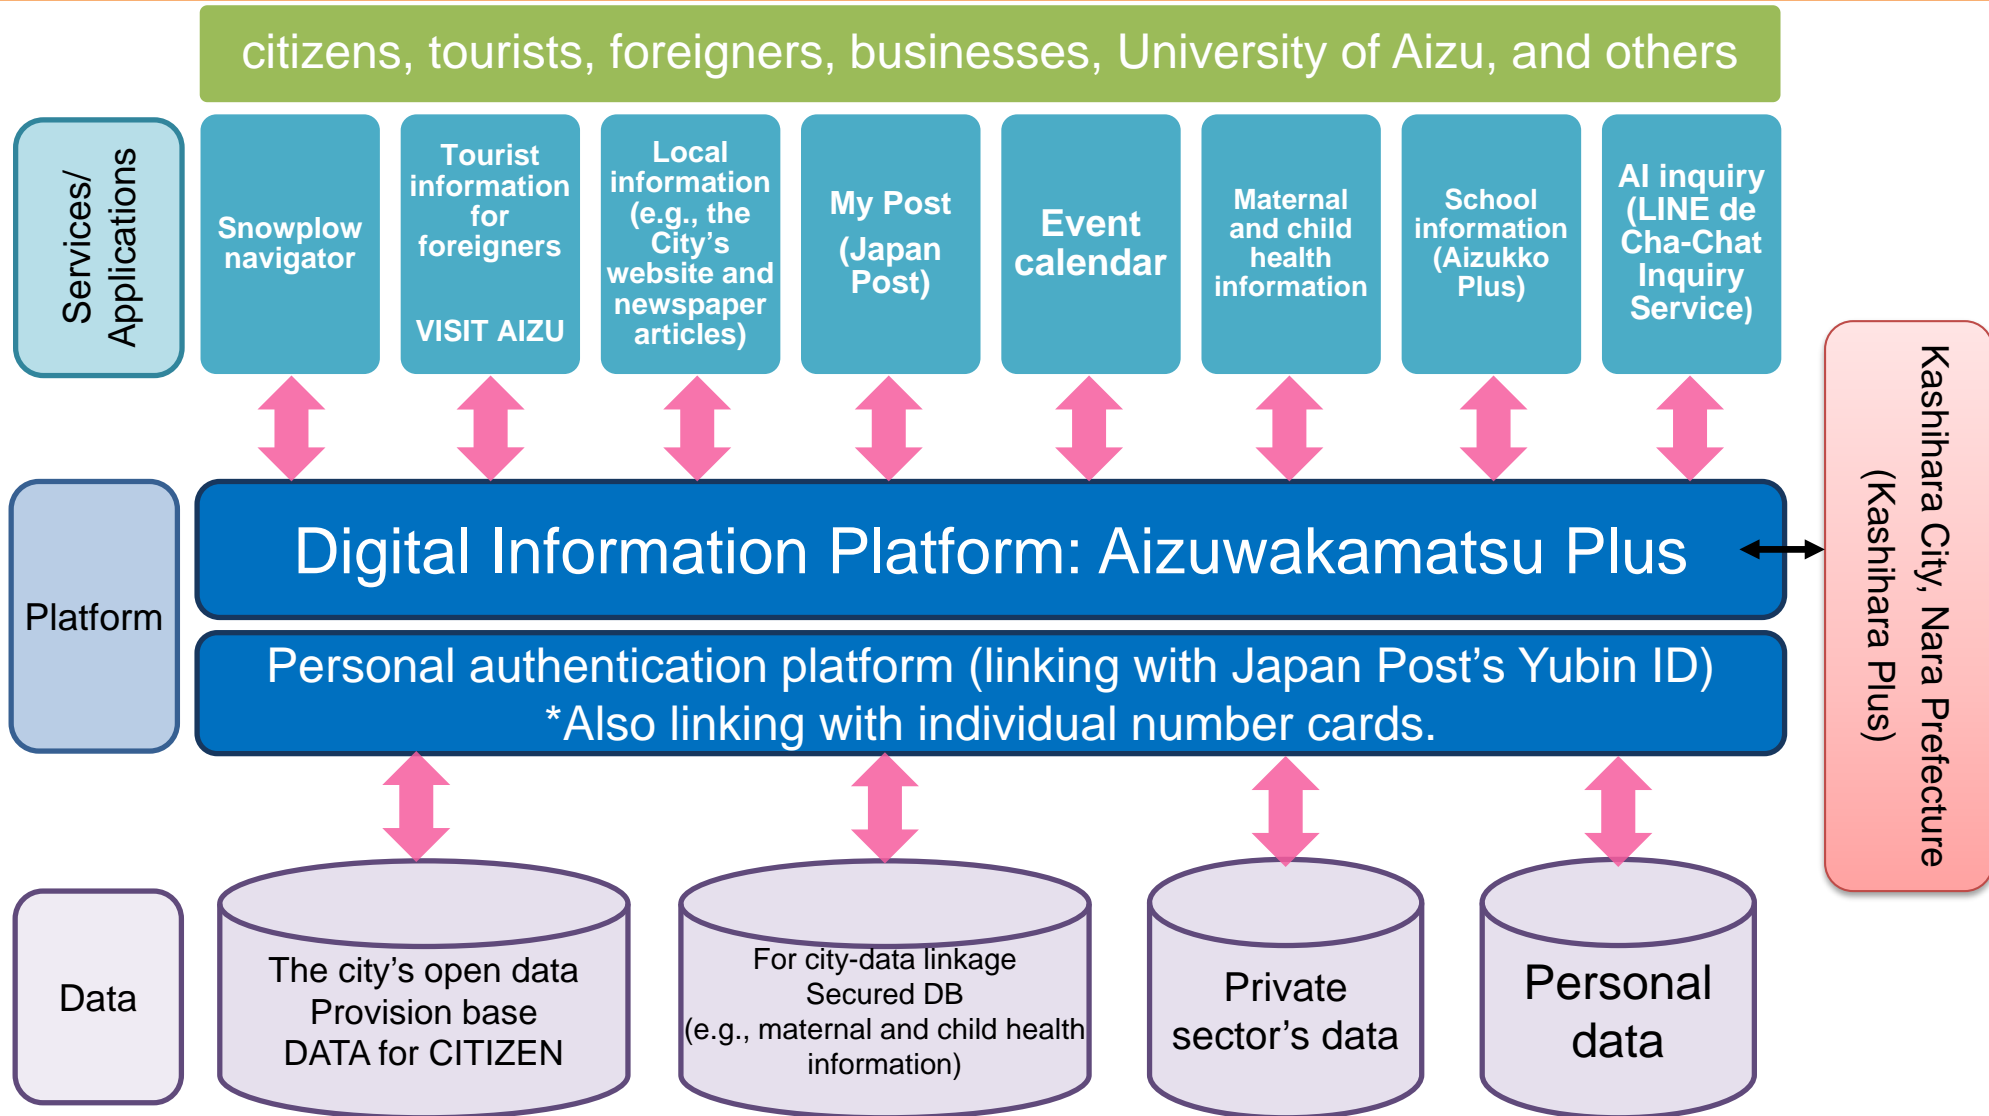 citizens, tourists, foreigners, businesses, University of Aizu, and others
Services/
Applications
Snowplow
navigator
Tourist
information
for
foreigners
VISIT AIZU
Local
information
(e.g., the
City’s
website and
newspaper
articles)
My Post
(Japan
Post)
Event
calendar
Maternal
and child
health
information
School
information
(Aizukko
Plus)
AI inquiry
(LINE de
Cha-Chat
Inquiry
Service)
Kashihara City, Nara Prefecture
(Kashihara Plus)
Platform
Digital Information Platform: Aizuwakamatsu Plus
Personal authentication platform (linking with Japan Post’s Yubin ID)
*Also linking with individual number cards.
Data
The city’s open data
Provision base
DATA for CITIZEN
For city-data linkage
Secured DB
(e.g., maternal and child health
information)
Private
sector’s data
Personal
data